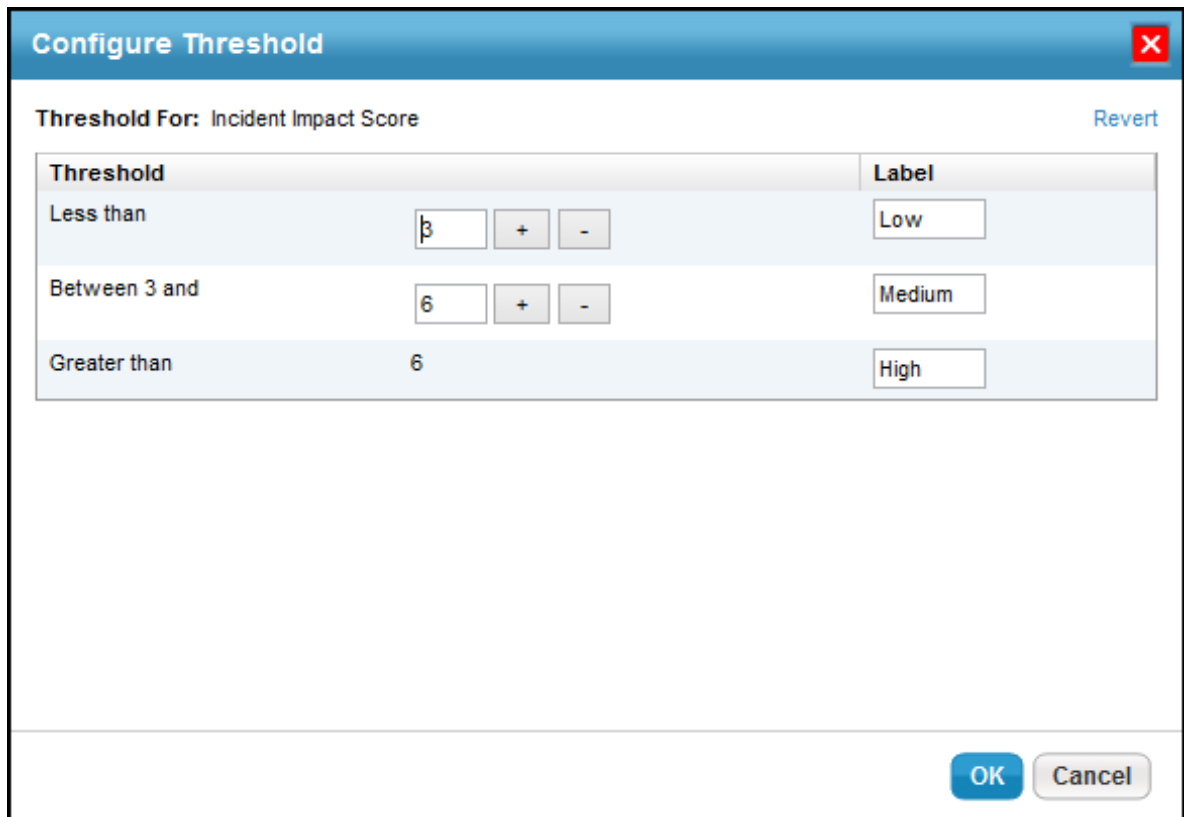 Configure Threshold
Threshold For: Incident Impact Score Revert
Threshold Label
Less than 3 + - Low
Between 3 and 6 + - Medium
Greater than 6 High
OK Cancel